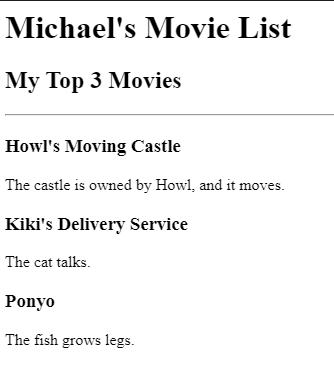 Michael's Movie List
My Top 3 Movies
Howl's Moving Castle
The castle is owned by Howl, and it moves.
Kiki's Delivery Service
The cat talks.
Ponyo
The fish grows legs.